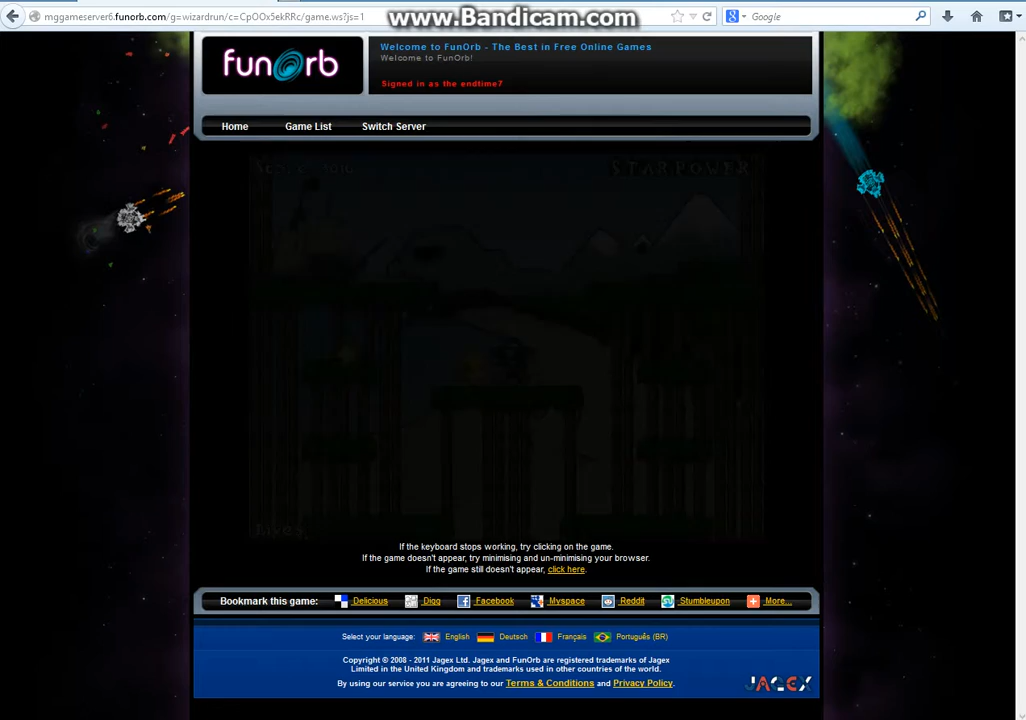 www.Bandicam.com
mggameserver6.funorb.com/g=wizardrun/c=CpOOx5ekRRc/game.ws?js=1
Google
funorb
Welcome to FunOrb - The Best in Free Online Games
Welcome to FunOrb!
Signed in as the endtime7
Home Game List Switch Server
STARPOWER
If the keyboard stops working, try clicking on the game.
If the game doesn't appear, try minimising and un-minimising your browser.
If the game still doesn't appear, click here.
Bookmark this game: Delicious Digg Facebook Myspace Reddit Stumbleupon More...
Select your language: English Deutsch Français Português (BR)
Copyright © 2008 - 2011 Jagex Ltd. Jagex and FunOrb are registered trademarks of Jagex
Limited in the United Kingdom and trademarks used in other countries of the world.
By using our service you are agreeing to our Terms & Conditions and Privacy Policy.
JAGEX